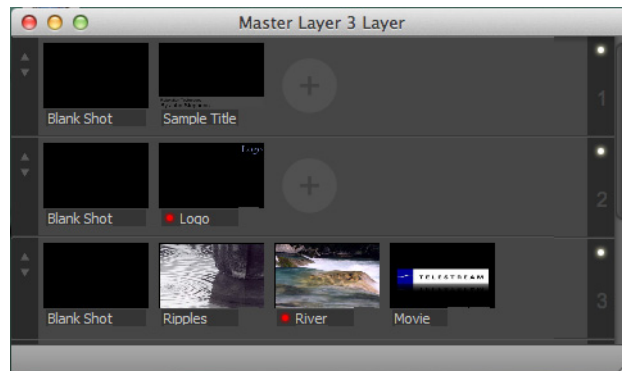 Master Layer 3 Layer
Blank Shot
Sample Title
1
Logo
Blank Shot
Logo
2
TELESTREAM
Blank Shot
Ripples
River
Movie
3